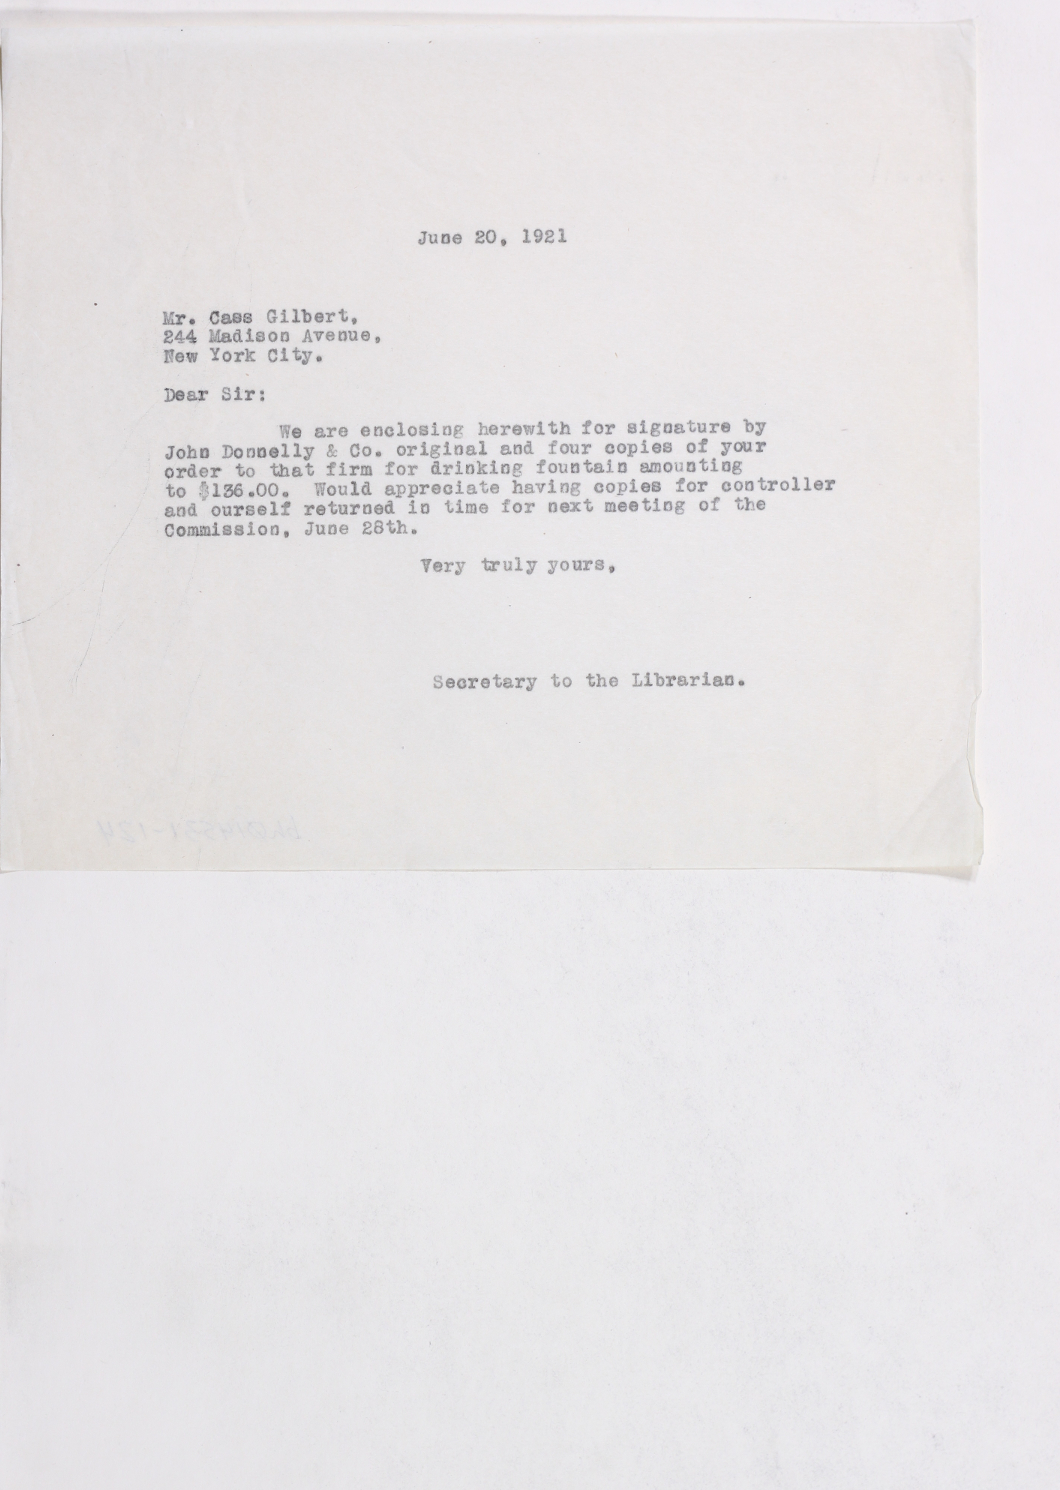 June 20, 1921
Mr. Cass Gilbert,
244 Madison Avenue,
New York City.
Dear Sir:
We are enclosing herewith for signature by
John Donnelly & Co. original and four copies of your
order to that firm for drinking fountain amounting
to $136.00. Would appreciate having copies for controller
and ourself returned in time for next meeting of the
Commission, June 28th.
Very truly yours,
Secretary to the Librarian.